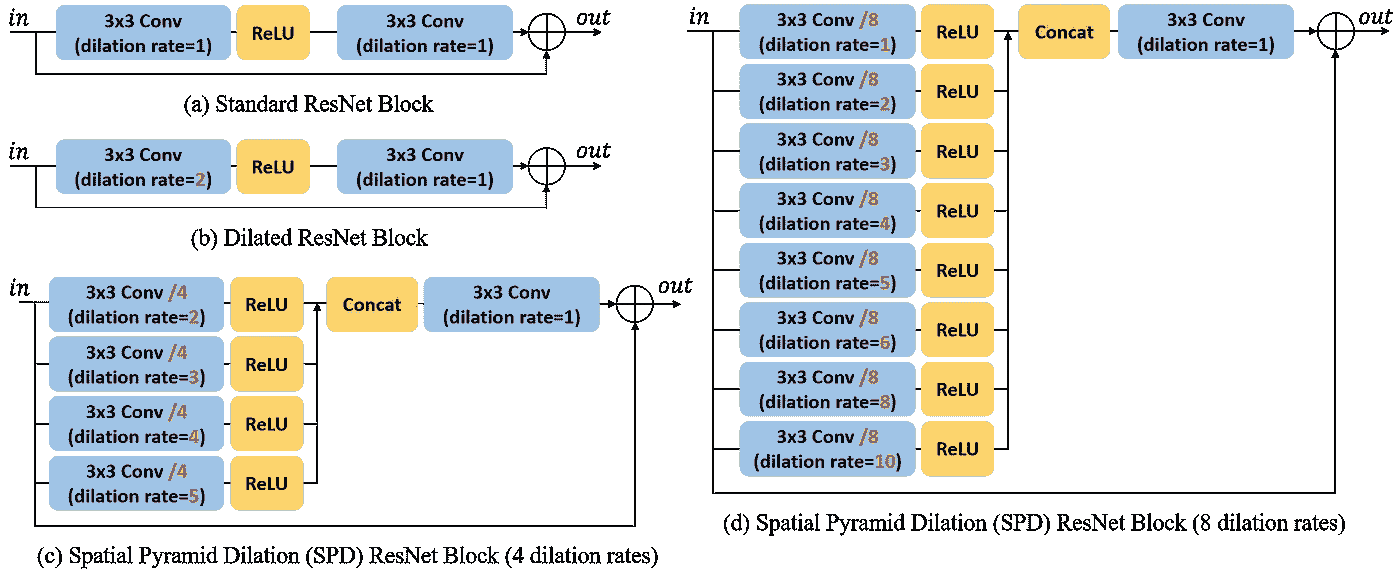 in
3x3 Conv
(dilation rate=1)
ReLU
3x3 Conv
(dilation rate=1)
out
(a) Standard ResNet Block
in
3x3 Conv
(dilation rate=2)
ReLU
3x3 Conv
(dilation rate=1)
out
(b) Dilated ResNet Block
in
3x3 Conv /4
(dilation rate=2)
ReLU
Concat
3x3 Conv
(dilation rate=1)
out
3x3 Conv /4
(dilation rate=3)
ReLU
3x3 Conv /4
(dilation rate=4)
ReLU
3x3 Conv /4
(dilation rate=5)
ReLU
(c) Spatial Pyramid Dilation (SPD) ResNet Block (4 dilation rates)
in
3x3 Conv /8
(dilation rate=1)
ReLU
Concat
3x3 Conv
(dilation rate=1)
out
3x3 Conv /8
(dilation rate=2)
ReLU
3x3 Conv /8
(dilation rate=3)
ReLU
3x3 Conv /8
(dilation rate=4)
ReLU
3x3 Conv /8
(dilation rate=5)
ReLU
3x3 Conv /8
(dilation rate=6)
ReLU
3x3 Conv /8
(dilation rate=8)
ReLU
3x3 Conv /8
(dilation rate=10)
ReLU
(d) Spatial Pyramid Dilation (SPD) ResNet Block (8 dilation rates)